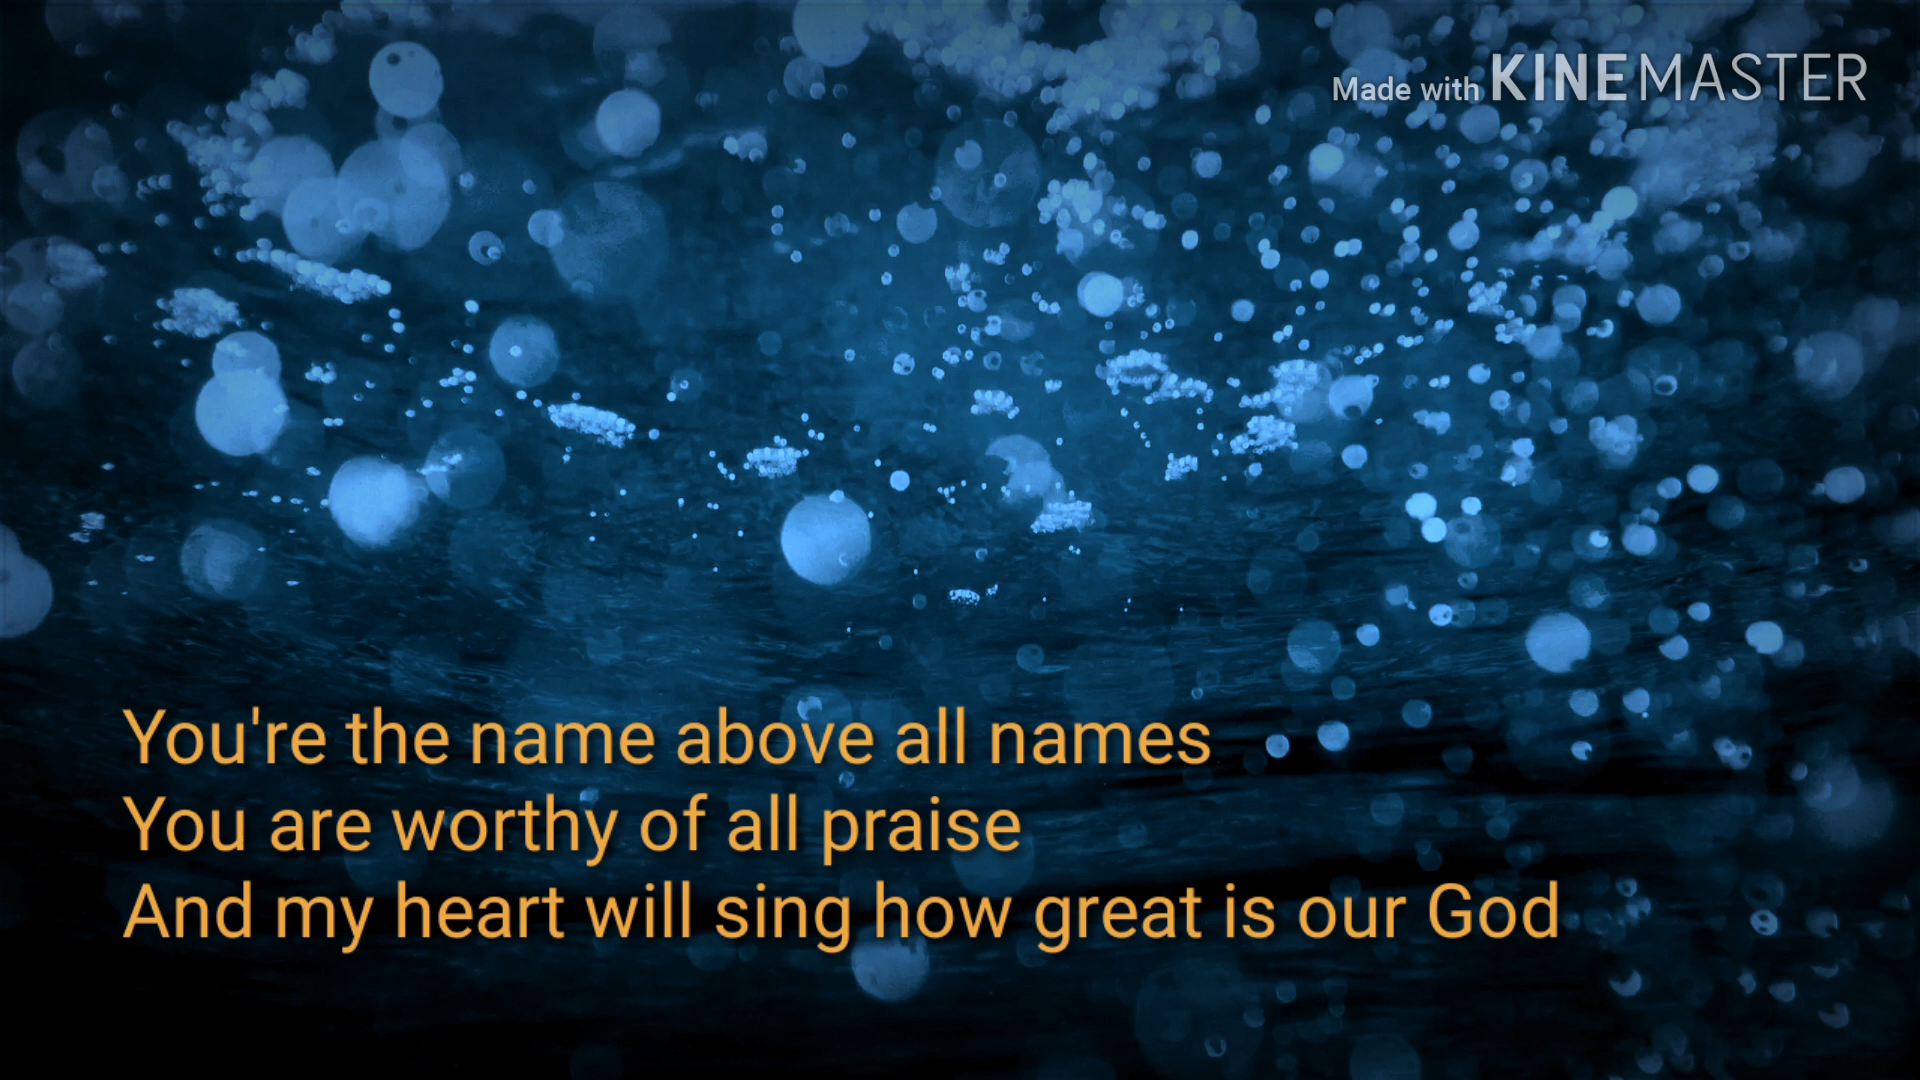 Made with KINEMASTER
You're the name above all names
You are worthy of all praise
And my heart will sing how great is our God